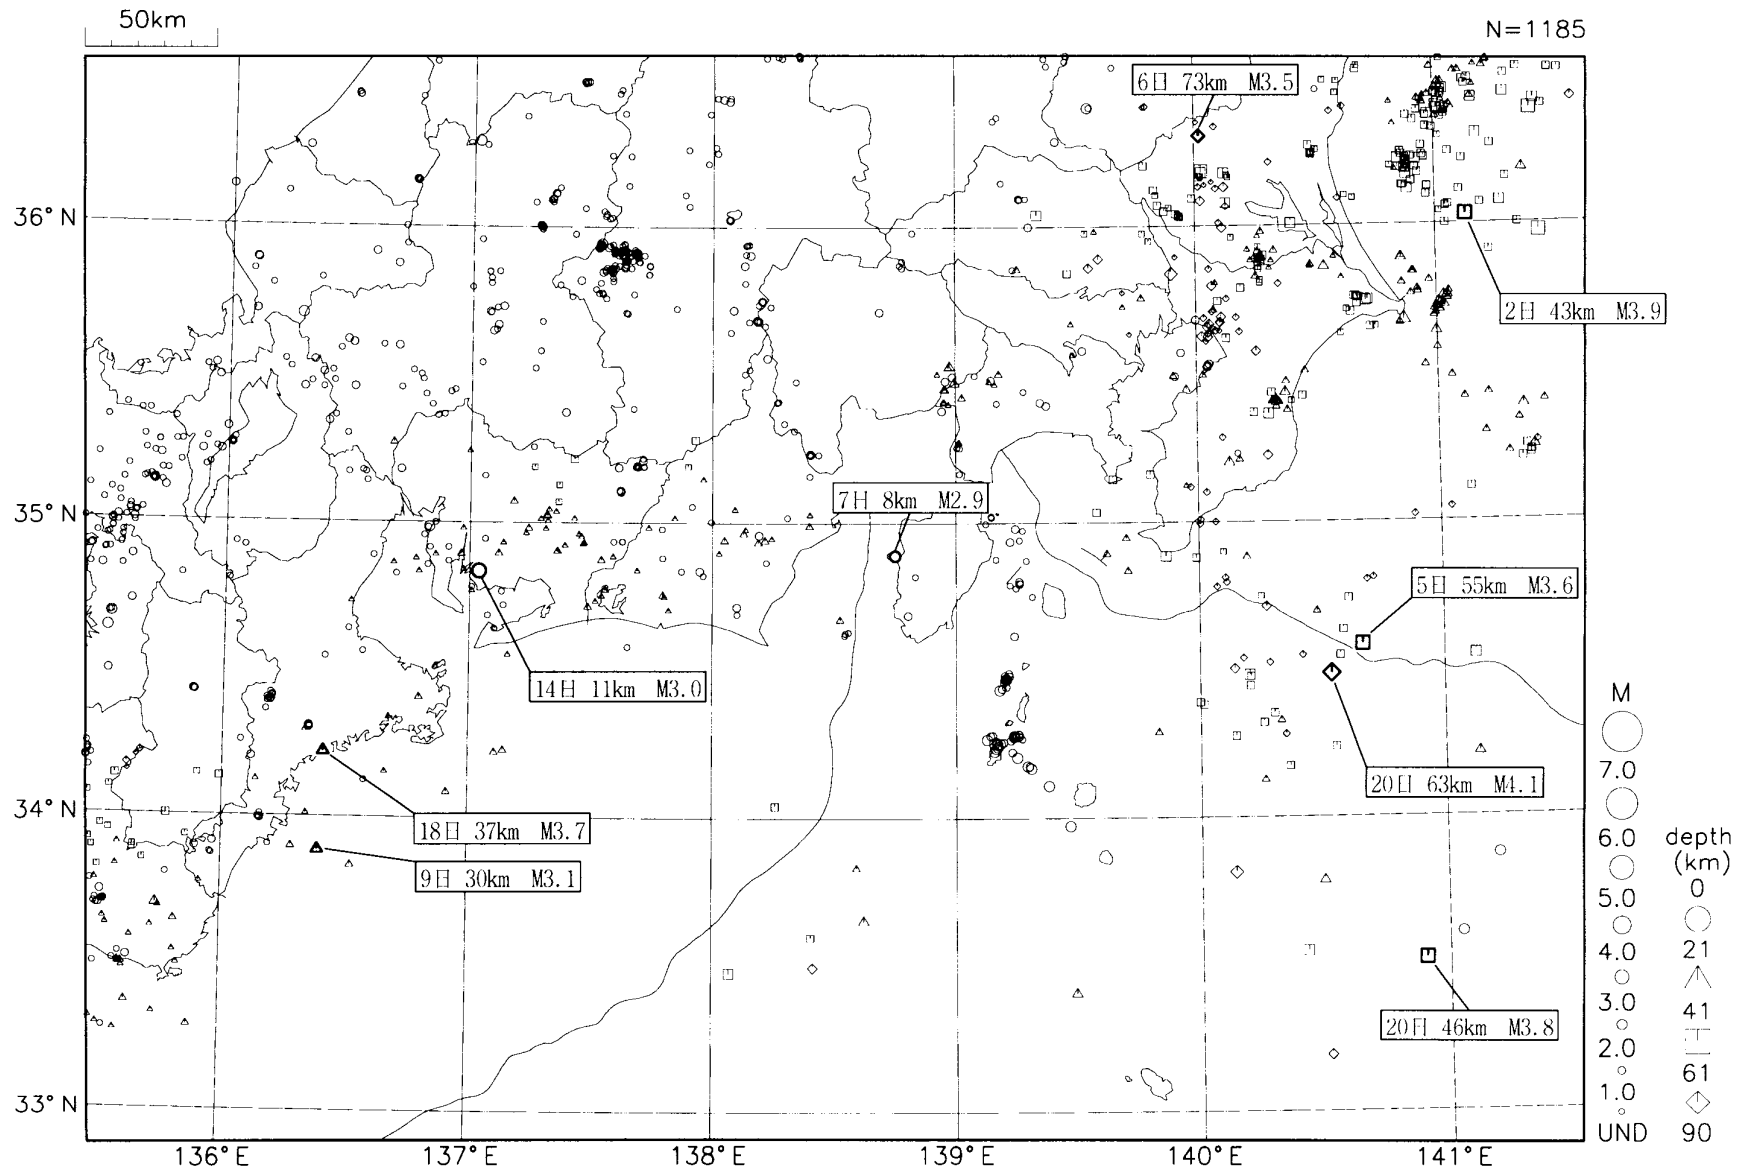 50km
N=1185
6日 73km M3.5
36°N
2日 43km M3.9
35°N
7日 8km M2.9
5日 55km M3.6
14日 11km M3.0
20日 63km M4.1
34°N
18日 37km M3.7
9日 30km M3.1
20日 46km M3.8
33°N
136°E 137°E 138°E 139°E 140°E 141°E
M
7.0
6.0
5.0
4.0
3.0
2.0
1.0
UND
depth
(km)
0
21
41
61
90